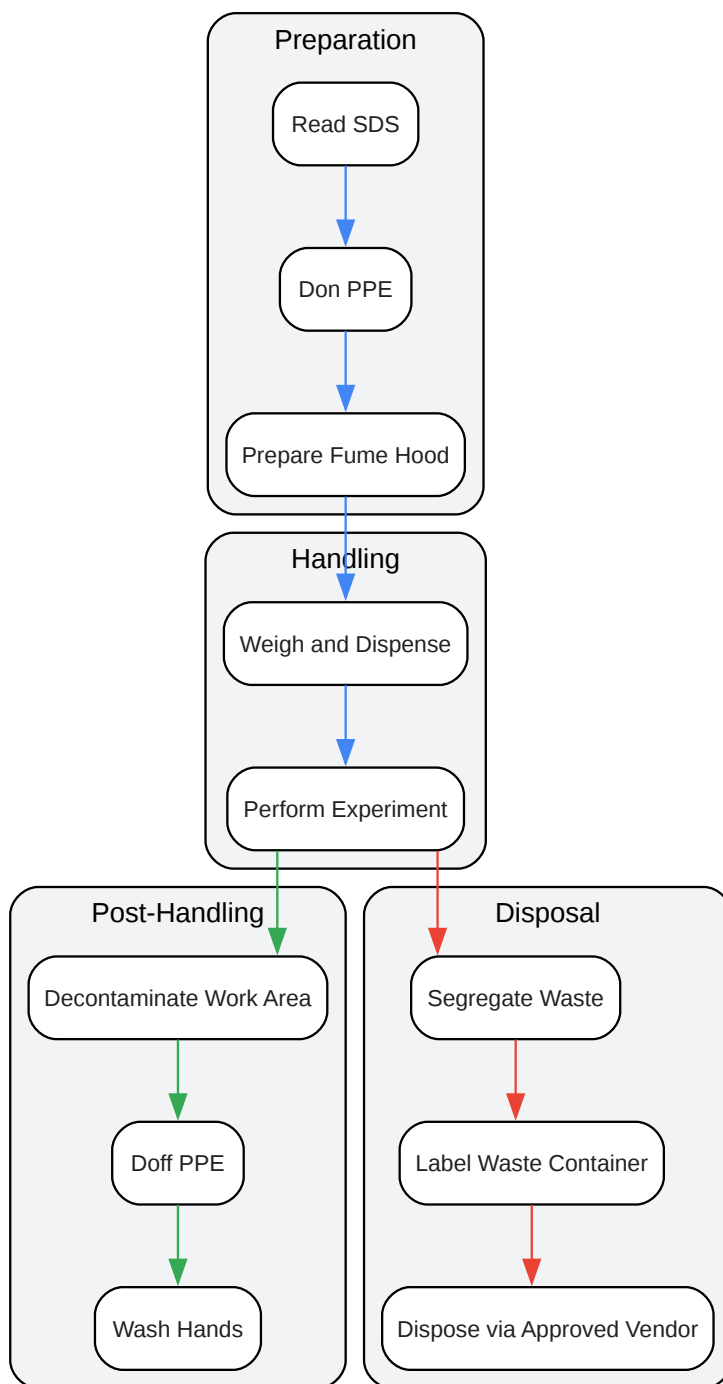 Preparation
Read SDS
Don PPE
Prepare Fume Hood
Handling
Weigh and Dispense
Perform Experiment
Post-Handling
Decontaminate Work Area
Doff PPE
Wash Hands
Disposal
Segregate Waste
Label Waste Container
Dispose via Approved Vendor